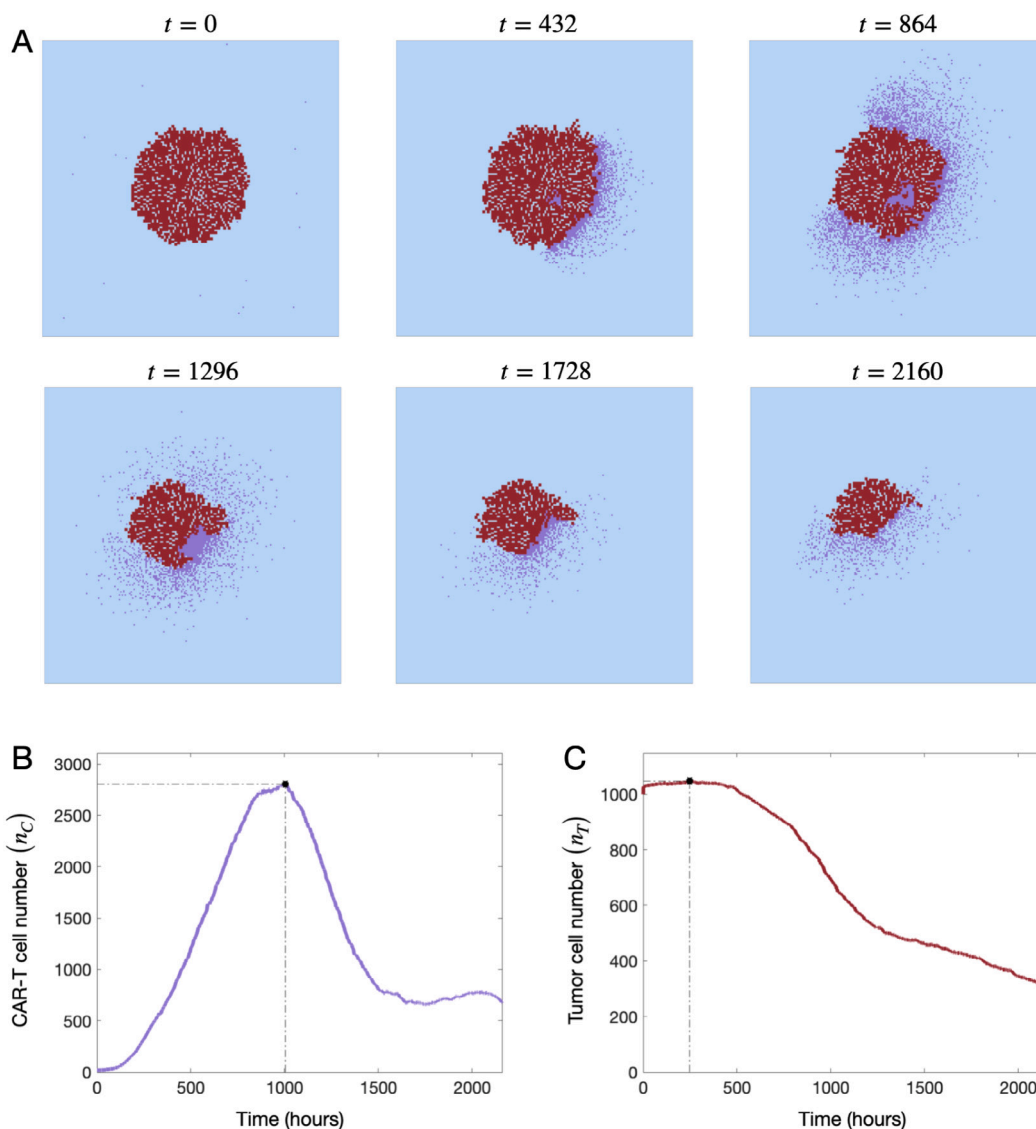 A
t = 0
t = 432
t = 864
t = 1296
t = 1728
t = 2160
B
3000
2500
2000
1500
1000
500
0
CAR-T cell number (n_C)
0 500 1000 1500 2000
Time (hours)
C
1000
800
600
400
200
0
Tumor cell number (n_T)
0 500 1000 1500 2000
Time (hours)